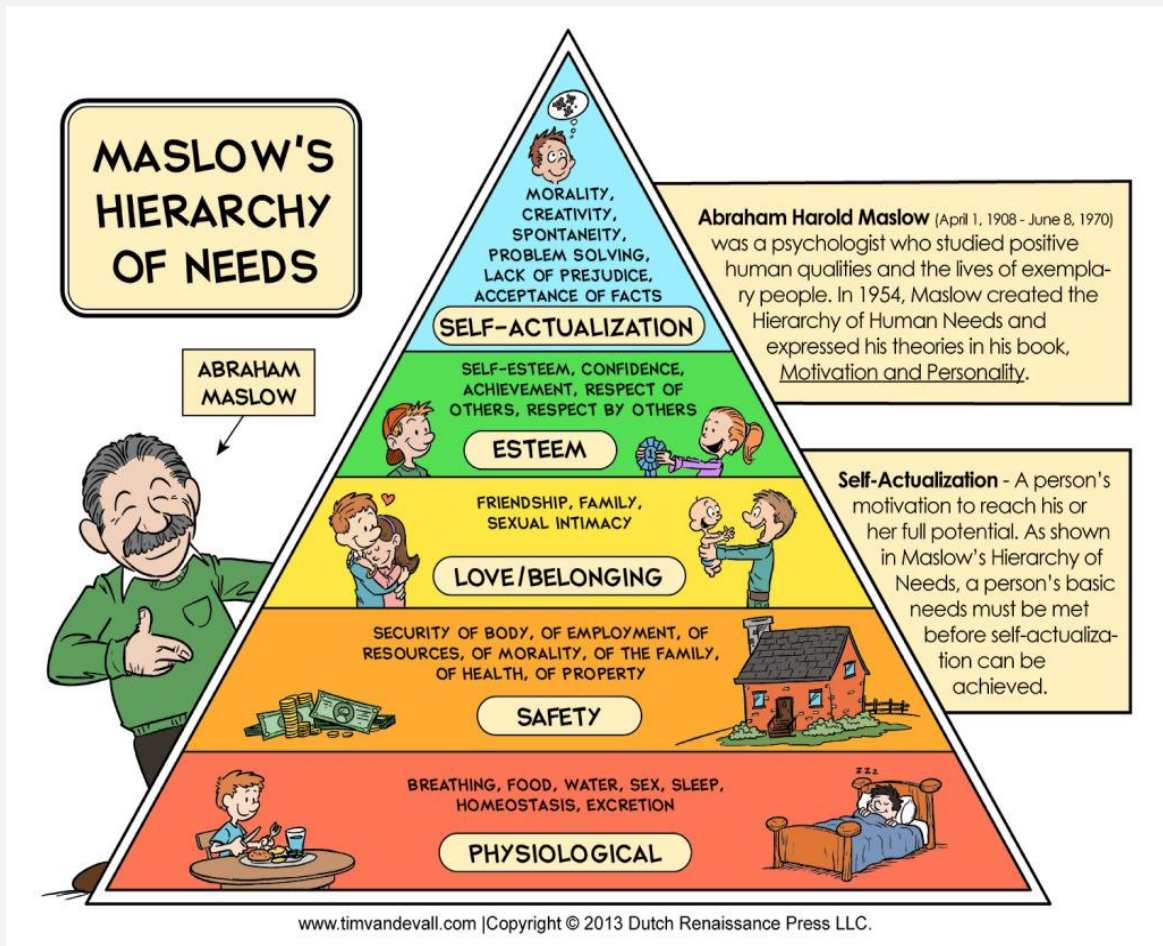 MASLOW'S
HIERARCHY
OF NEEDS
ABRAHAM
MASLOW
MORALITY,
CREATIVITY,
SPONTANEITY,
PROBLEM SOLVING,
LACK OF PREJUDICE,
ACCEPTANCE OF FACTS
SELF-ACTUALIZATION
SELF-ESTEEM, CONFIDENCE,
ACHIEVEMENT, RESPECT OF
OTHERS, RESPECT BY OTHERS
ESTEEM
1
FRIENDSHIP, FAMILY,
SEXUAL INTIMACY
LOVE/BELONGING
SECURITY OF BODY, OF EMPLOYMENT, OF
RESOURCES, OF MORALITY, OF THE FAMILY,
OF HEALTH, OF PROPERTY
SAFETY
BREATHING, FOOD, WATER, SEX, SLEEP,
HOMEOSTASIS, EXCRETION
PHYSIOLOGICAL
zzz
Abraham Harold Maslow (April 1, 1908 - June 8, 1970)
was a psychologist who studied positive
human qualities and the lives of exempla-
ry people. In 1954, Maslow created the
Hierarchy of Human Needs and
expressed his theories in his book,
Motivation and Personality.
Self-Actualization - A person's
motivation to reach his or
her full potential. As shown
in Maslow's Hierarchy of
Needs, a person's basic
needs must be met
before self-actualiza-
tion can be
achieved.
www.timvandevall.com |Copyright © 2013 Dutch Renaissance Press LLC.